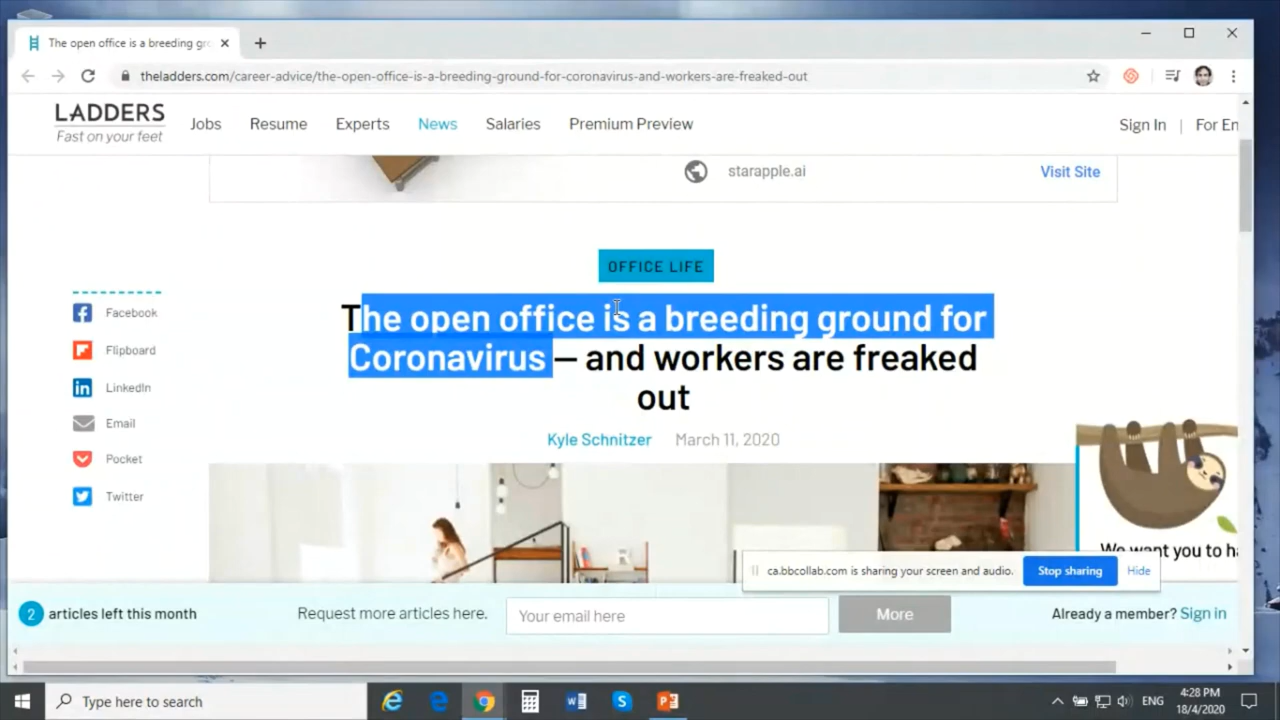 The open office is a breeding gro
theladders.com/career-advice/the-open-office-is-a-breeding-ground-for-coronavirus-and-workers-are-freaked-out
LADDERS
Fast on your feet
Jobs Resume Experts News Salaries Premium Preview
Sign In | For En
starapple.ai
Visit Site
OFFICE LIFE
The open office is a breeding ground for
Coronavirus – and workers are freaked
out
Kyle Schnitzer March 11, 2020
Facebook
Flipboard
LinkedIn
Email
Pocket
Twitter
We want you to ha
ca.bbcollab.com is sharing your screen and audio. Stop sharing Hide
2 articles left this month
Request more articles here. Your email here More
Already a member? Sign in
Type here to search
ENG
4:28 PM
18/4/2020